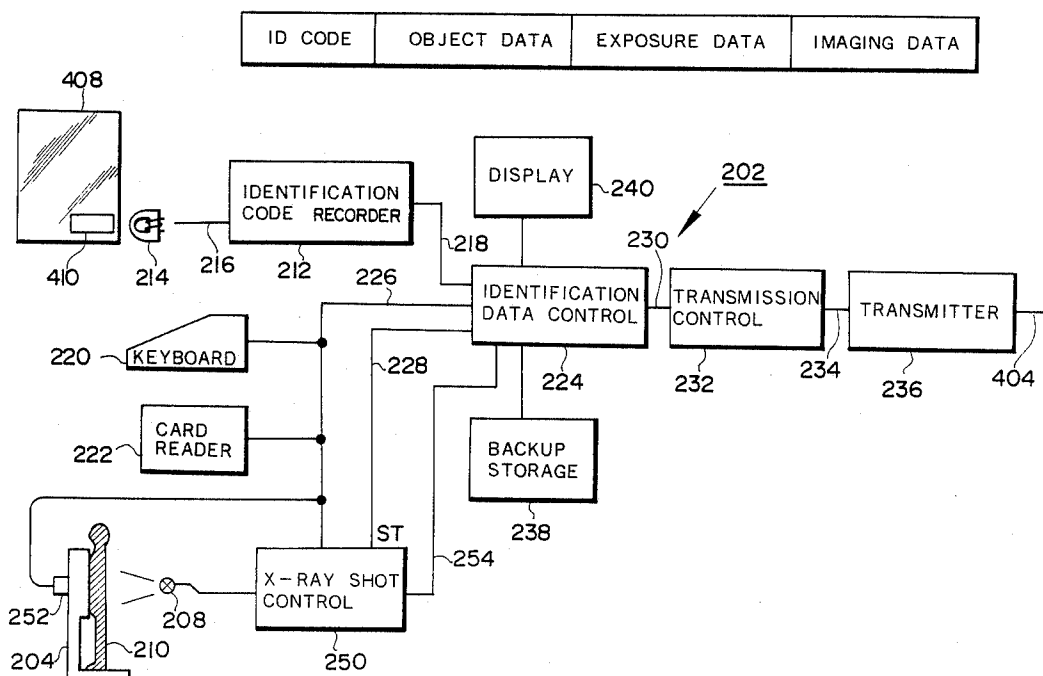 ID CODE OBJECT DATA EXPOSURE DATA IMAGING DATA
408
DISPLAY
240
202
IDENTIFICATION
CODE RECORDER
410
214
216
212
218
226
230
IDENTIFICATION
DATA CONTROL
TRANSMISSION
CONTROL
TRANSMITTER
220
KEYBOARD
228
224
232
234
236
404
222
CARD
READER
BACKUP
STORAGE
238
ST
254
X-RAY SHOT
CONTROL
252
208
204
210
250